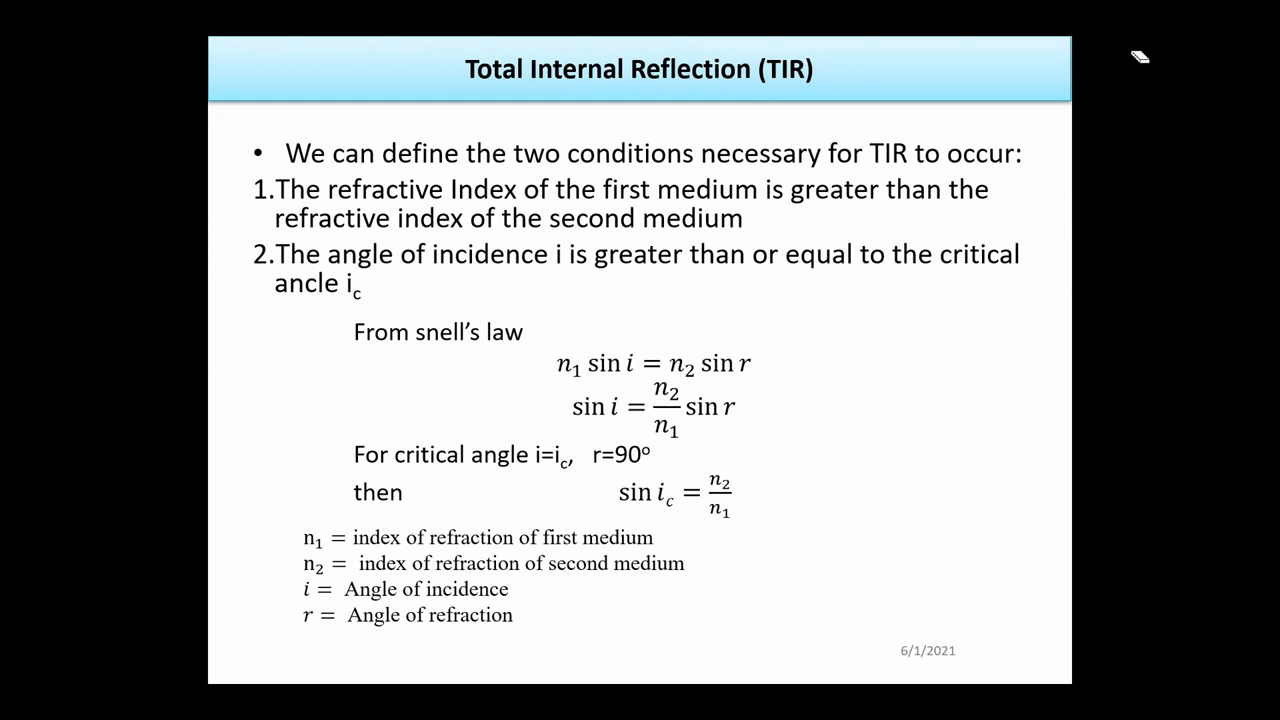 Total Internal Reflection (TIR)
• We can define the two conditions necessary for TIR to occur:
1.The refractive Index of the first medium is greater than the
refractive index of the second medium
2.The angle of incidence i is greater than or equal to the critical
ancle i_c
From snell's law
n₁ sin i = n₂ sin r
sin i = n₂/n₁ sin r
For critical angle i=i_c, r=90°
then sin i_c = n₂/n₁
n₁ = index of refraction of first medium
n₂ = index of refraction of second medium
i = Angle of incidence
r = Angle of refraction
6/1/2021